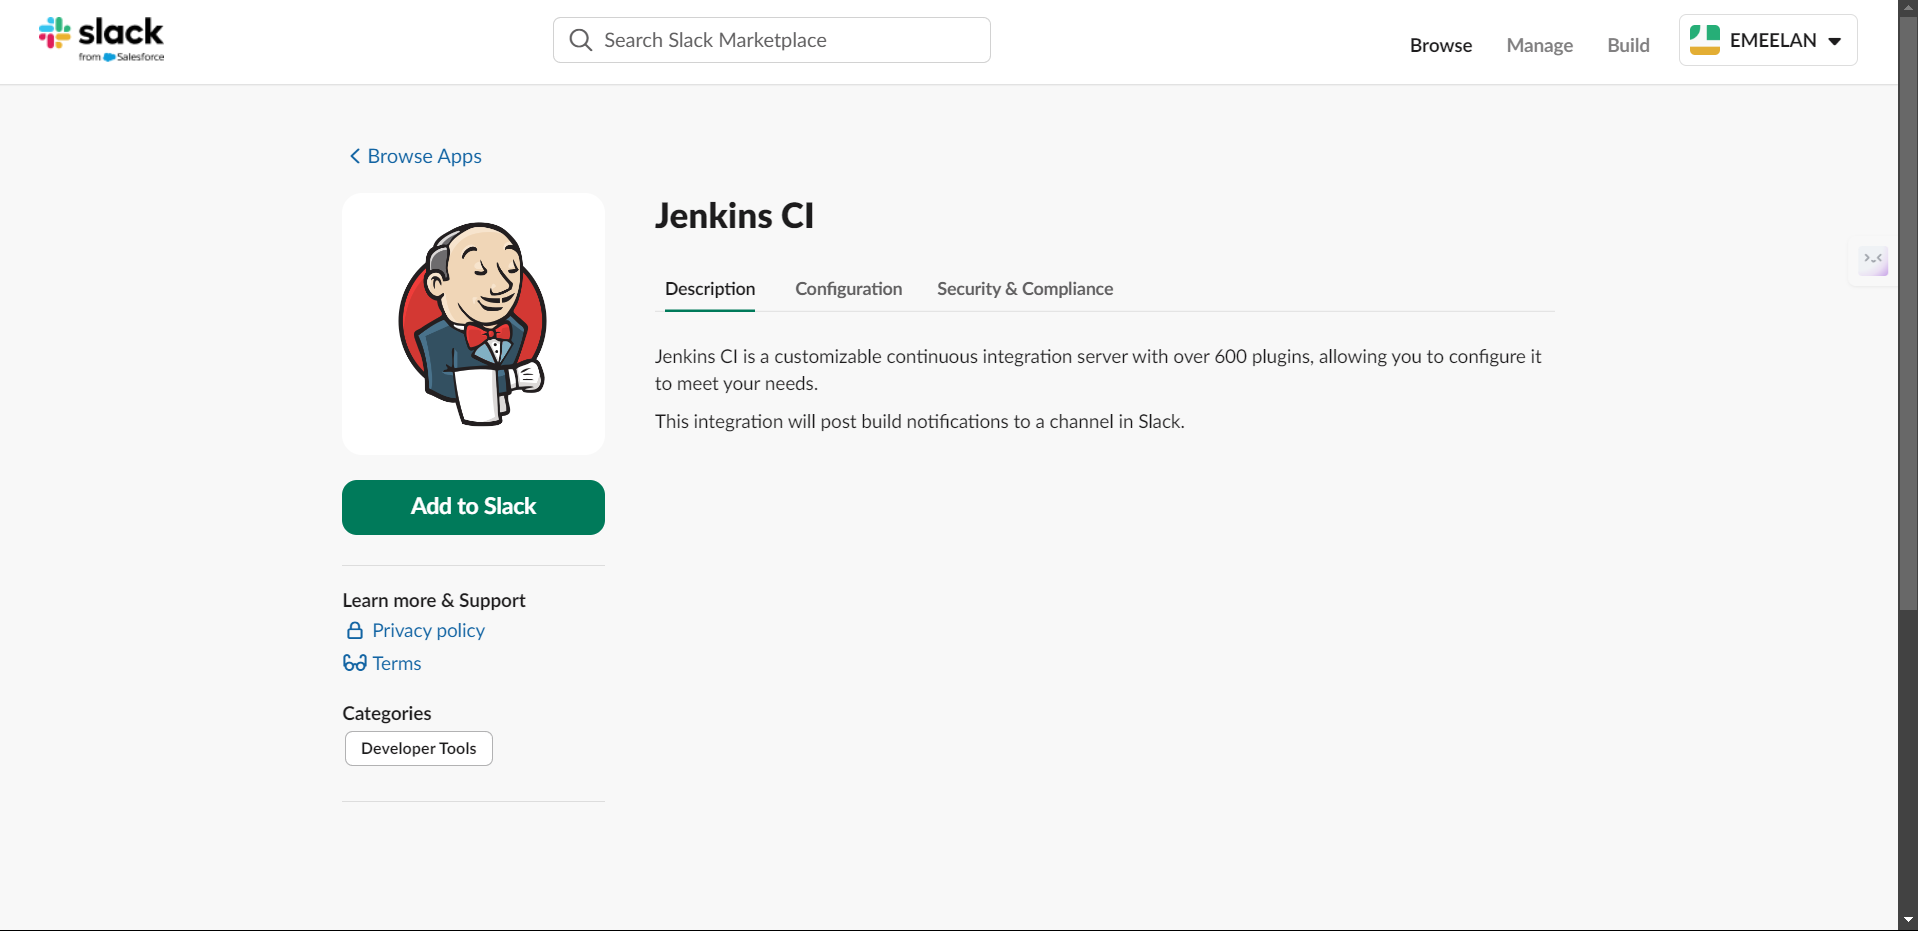 slack
from Salesforce
Search Slack Marketplace
Browse
Manage
Build
EMEELAN
Browse Apps
Jenkins CI
Description
Configuration
Security & Compliance
Jenkins CI is a customizable continuous integration server with over 600 plugins, allowing you to configure it
to meet your needs.
This integration will post build notifications to a channel in Slack.
Add to Slack
Learn more & Support
Privacy policy
Terms
Categories
Developer Tools